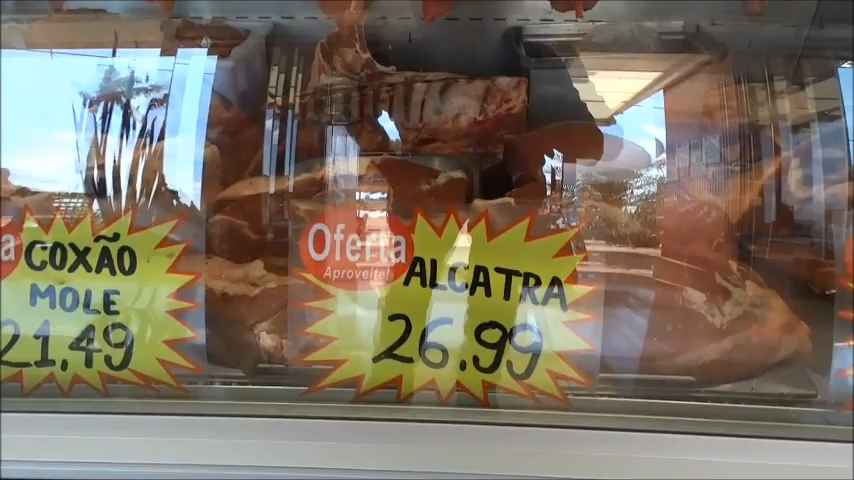 COXÃO
MOLE
21.49
Oferta
Aproveite!
ALCATRA
26.99